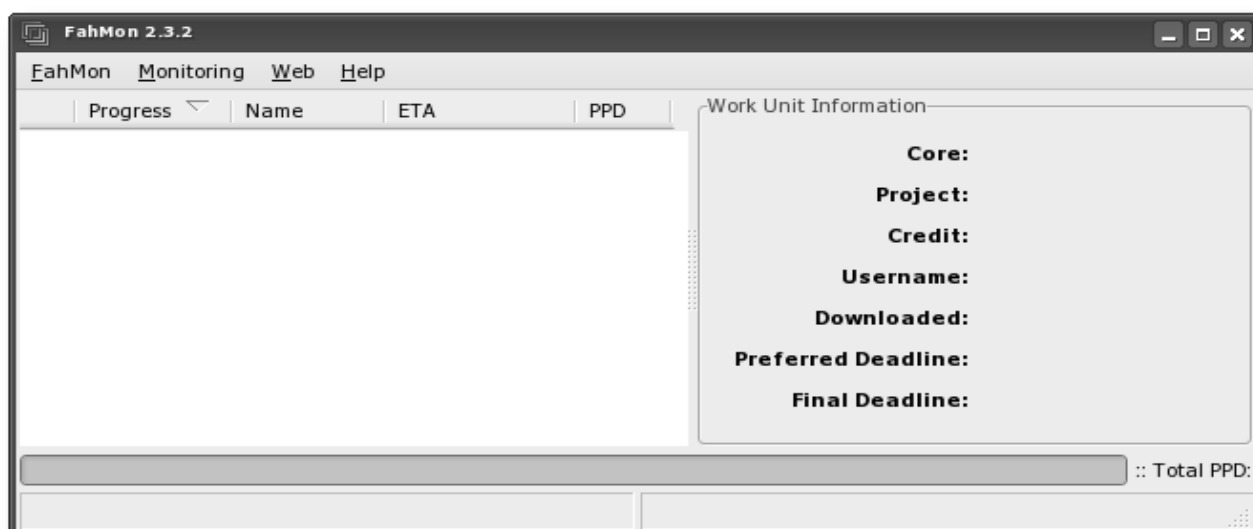 FahMon 2.3.2
FahMon Monitoring Web Help
Progress Name ETA PPD
Work Unit Information
Core:
Project:
Credit:
Username:
Downloaded:
Preferred Deadline:
Final Deadline:
:: Total PPD: